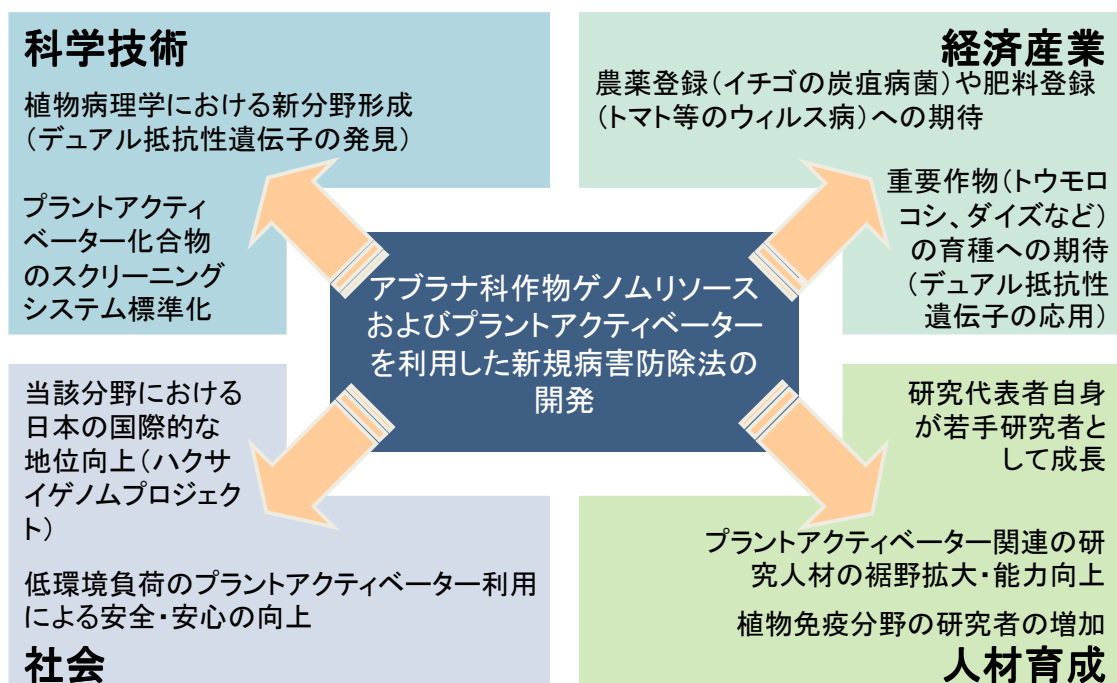 科学技術
植物病理学における新分野形成
（デュアル抵抗性遺伝子の発見）
プラントアクティ
ベーター化合物
のスクリーニング
システム標準化
経済産業
農薬登録（イチゴの炭疽病菌）や肥料登録
（トマト等のウィルス病）への期待
重要作物（トウモロ
コシ、ダイズなど）
の育種への期待
（デュアル抵抗性
遺伝子の応用）
アブラナ科作物ゲノムリソース
およびプラントアクティベーター
を利用した新規病害防除法の
開発
当該分野における
日本の国際的な
地位向上（ハクサ
イゲノムプロジェク
ト）
低環境負荷のプラントアクティベーター利用
による安全・安心の向上
社会
研究代表者自身
が若手研究者と
して成長
プラントアクティベーター関連の研
究人材の裾野拡大・能力向上
植物免疫分野の研究者の増加
人材育成